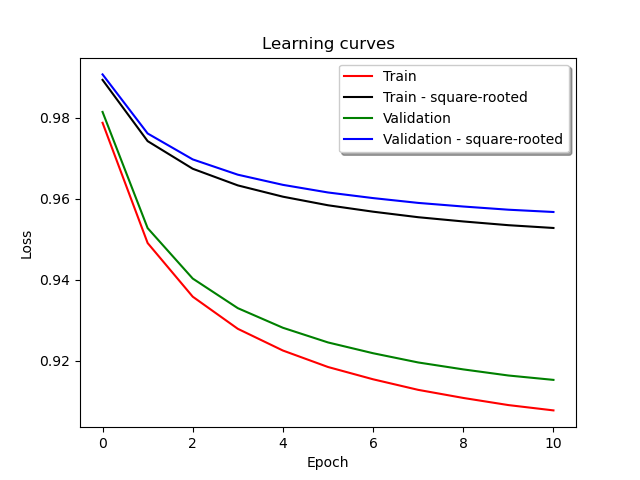 Learning curves
Train
Train - square-rooted
Validation
Validation - square-rooted
0.98
0.96
0.94
0.92
Loss
0 2 4 6 8 10
Epoch